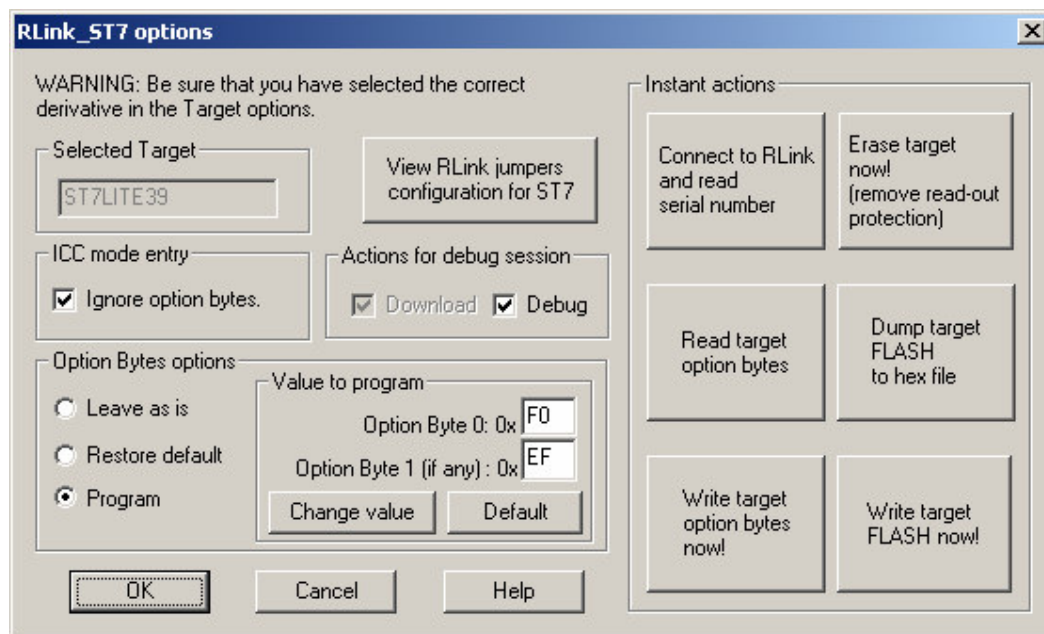 RLink_ST7 options
WARNING: Be sure that you have selected the correct
derivative in the Target options.
Selected Target
ST7LITE39
View RLink jumpers
configuration for ST7
ICC mode entry
Ignore option bytes.
Actions for debug session
Download
Debug
Option Bytes options
Leave as is
Restore default
Program
Value to program
Option Byte 0: 0x F0
Option Byte 1 (if any) : 0x EF
Change value
Default
OK
Cancel
Help
Instant actions
Connect to RLink
and read
serial number
Erase target
now!
(remove read-out
protection)
Read target
option bytes
Dump target
FLASH
to hex file
Write target
option bytes
now!
Write target
FLASH now!